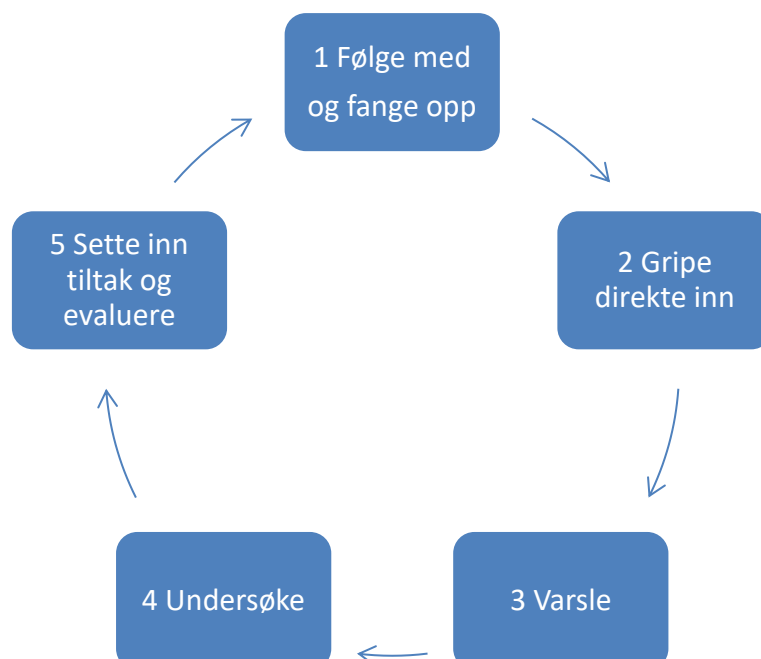 1 Følge med
og fange opp
2 Gripe
direkte inn
3 Varsle
4 Undersøke
5 Sette inn
tiltak og
evaluere